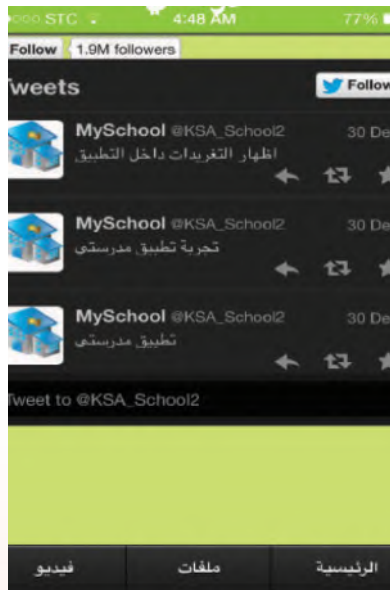 STC 4:48 AM 77%
Follow 1.9M followers
Tweets Follow
MySchool @KSA_School2 30 De
اظهار التغريدات داخل التطبيق
MySchool @KSA_School2 30 De
تجربة تطبيق مدرستي
MySchool @KSA_School2 30 De
تطبيق مدرستي
Tweet to @KSA_School2
الرئيسية ملفات فيديو